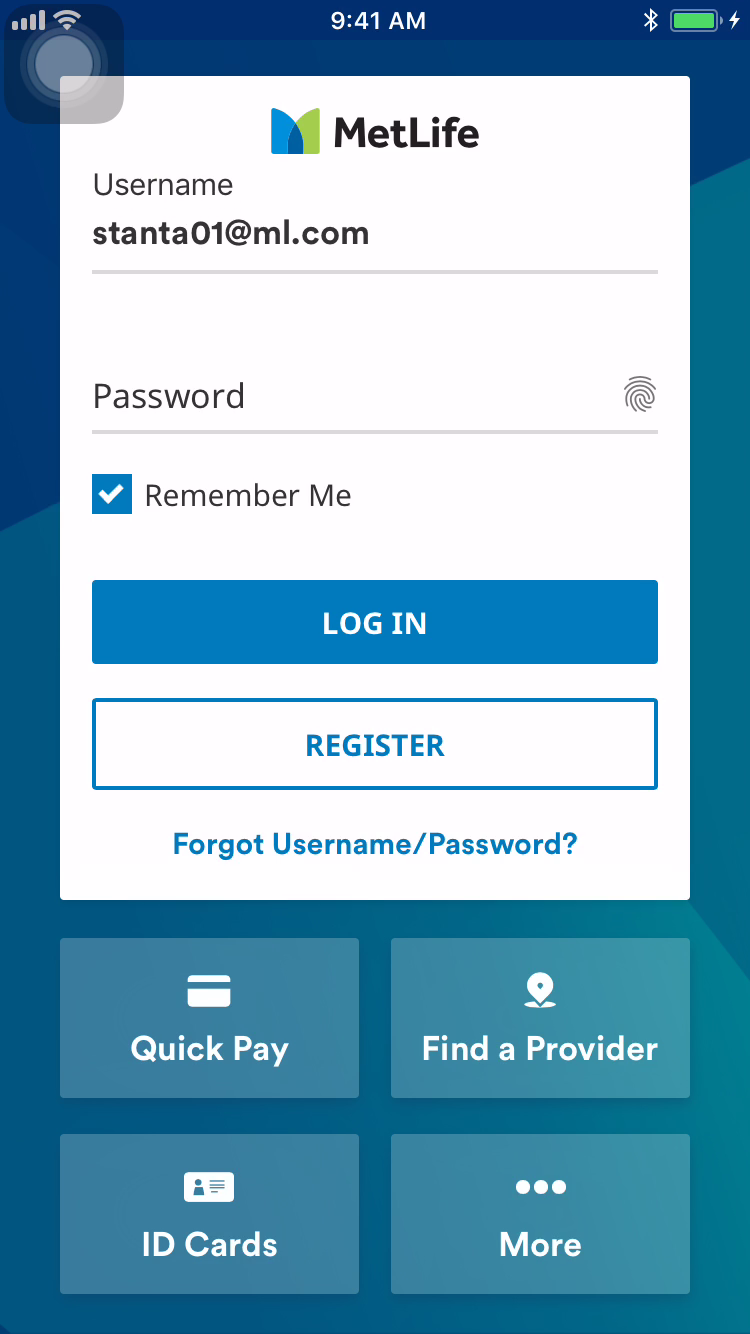 9:41 AM
MetLife
Username
stanta01@ml.com
Password
Remember Me
LOG IN
REGISTER
Forgot Username/Password?
Quick Pay
Find a Provider
ID Cards
More